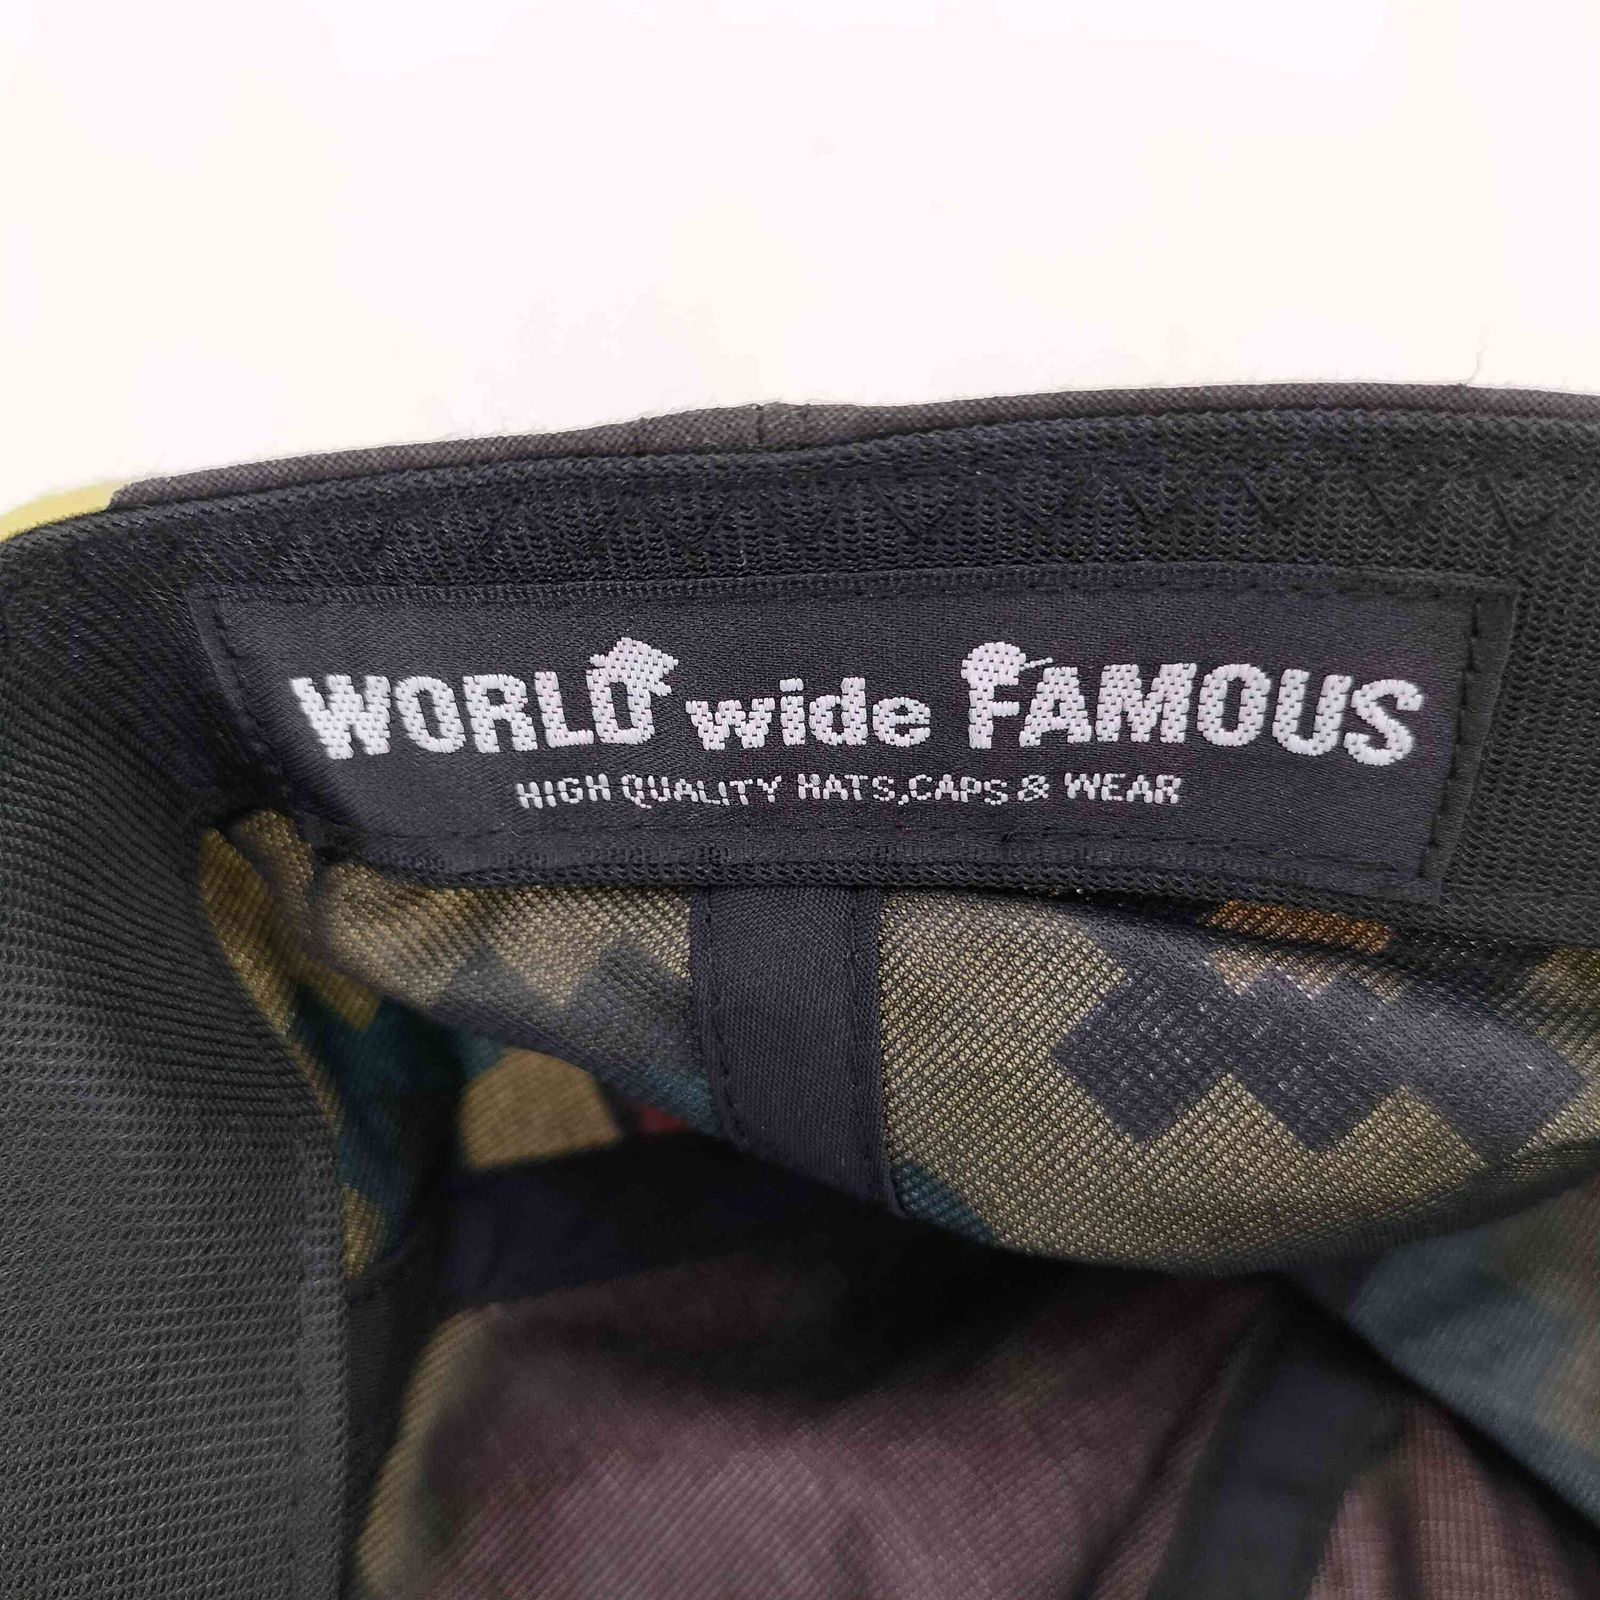 WORLD wide FAMOUS
HIGH QUALITY HATS,CAPS & WEAR